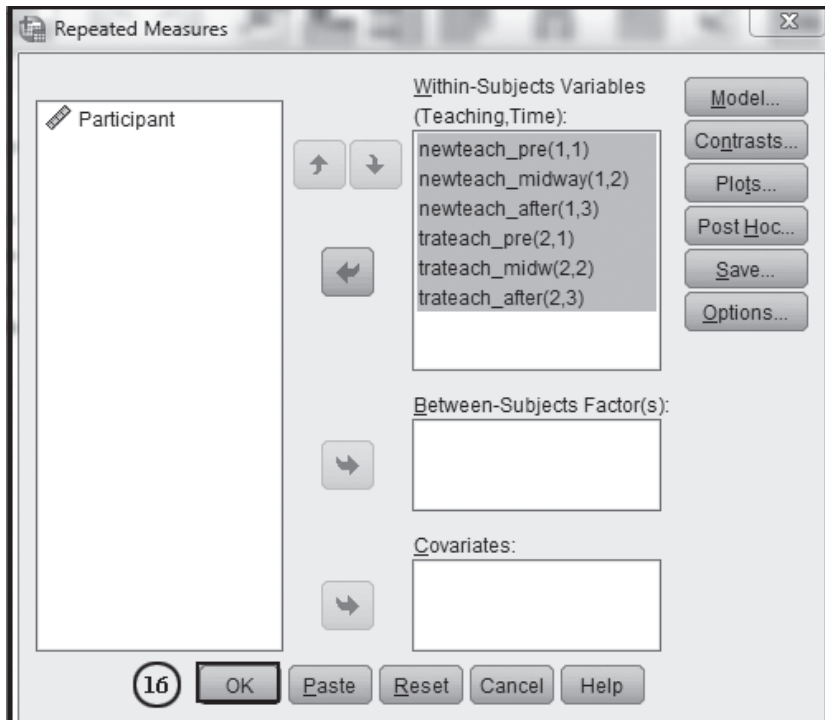 Repeated Measures
Participant
Within-Subjects Variables
(Teaching,Time):
newteach_pre(1,1)
newteach_midway(1,2)
newteach_after(1,3)
trateach_pre(2,1)
trateach_midw(2,2)
trateach_after(2,3)
Between-Subjects Factor(s):
Covariates:
Model...
Contrasts...
Plots...
Post Hoc...
Save...
Options...
16
OK
Paste
Reset
Cancel
Help